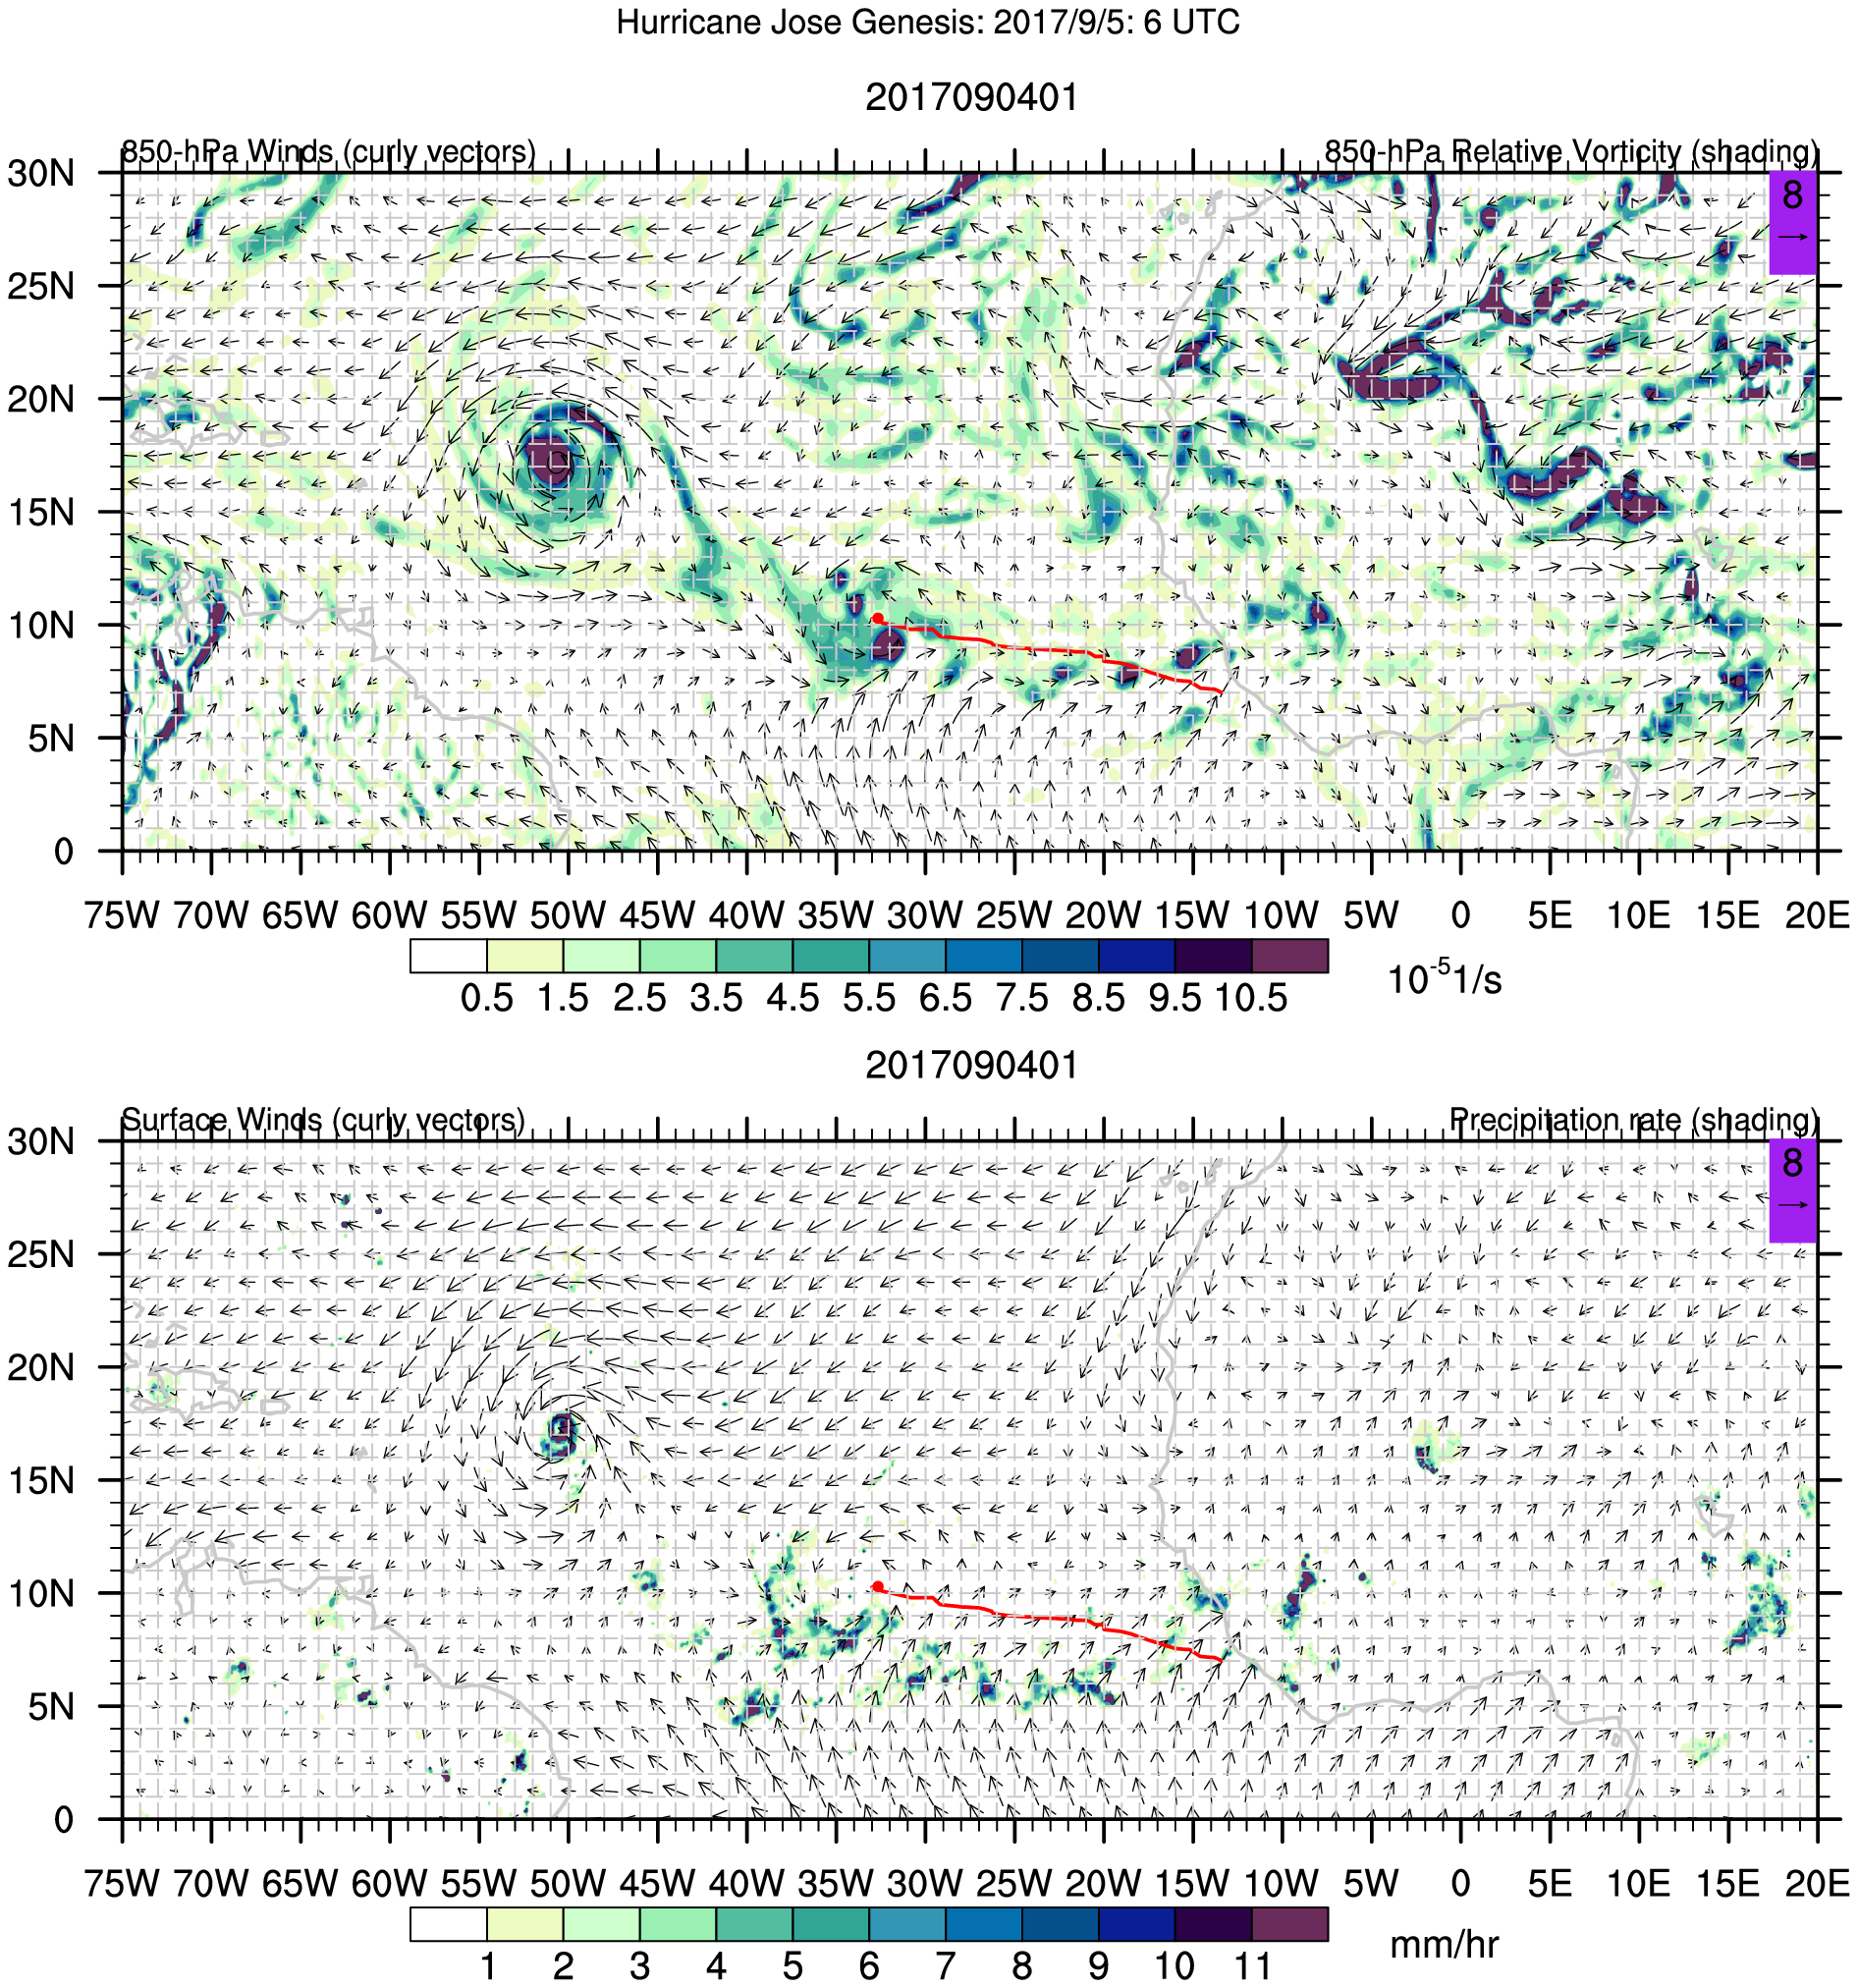 Hurricane Jose Genesis: 2017/9/5: 6 UTC
2017090401
850-hPa Winds (curly vectors) 850-hPa Relative Vorticity (shading)
8
30N
25N
20N
15N
10N
5N
0
75W 70W 65W 60W 55W 50W 45W 40W 35W 30W 25W 20W 15W 10W 5W 0 5E 10E 15E 20E
0.5 1.5 2.5 3.5 4.5 5.5 6.5 7.5 8.5 9.5 10.5
10⁻⁵1/s
2017090401
Surface Winds (curly vectors) Precipitation rate (shading)
8
30N
25N
20N
15N
10N
5N
0
75W 70W 65W 60W 55W 50W 45W 40W 35W 30W 25W 20W 15W 10W 5W 0 5E 10E 15E 20E
1 2 3 4 5 6 7 8 9 10 11
mm/hr